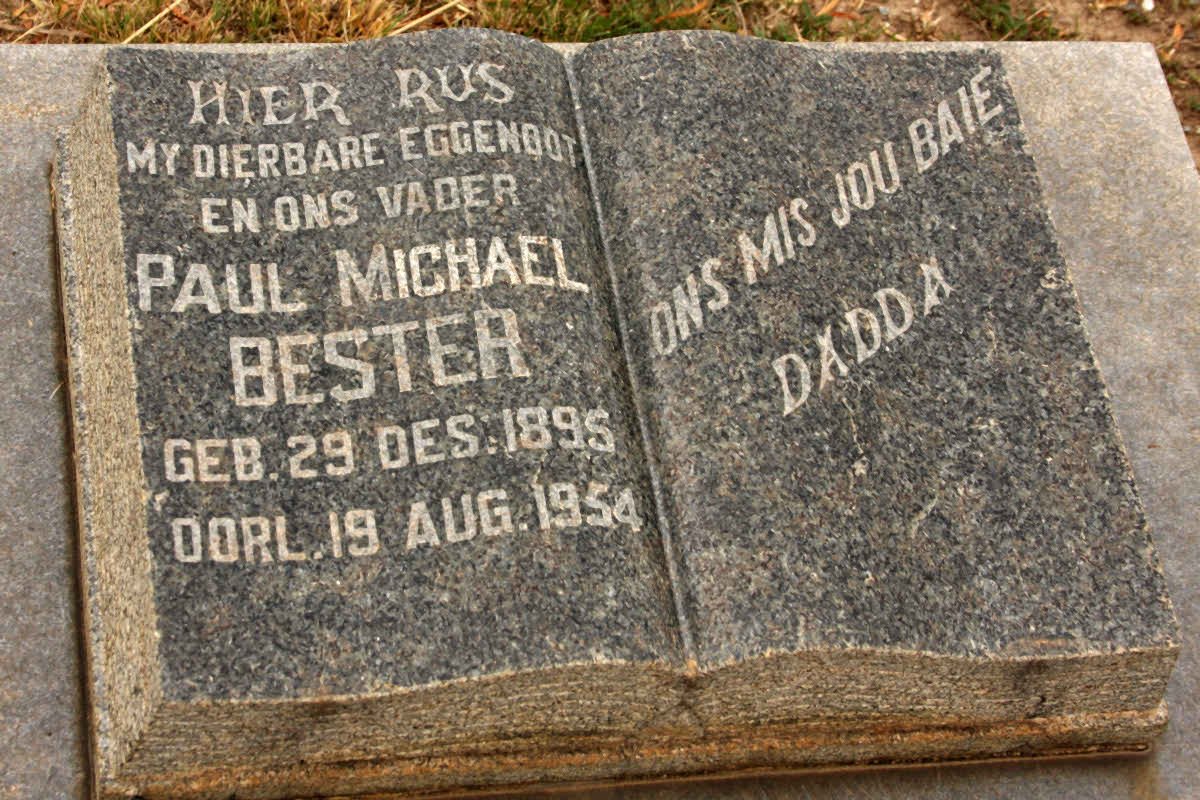 HIER RUS
MY DIERBARE EGGENOOT
EN ONS VADER
PAUL MICHAEL
BESTER
GEB. 29 DES. 1895
OORL. 19 AUG. 1954
ONS MIS JOU BAIE
DADDA